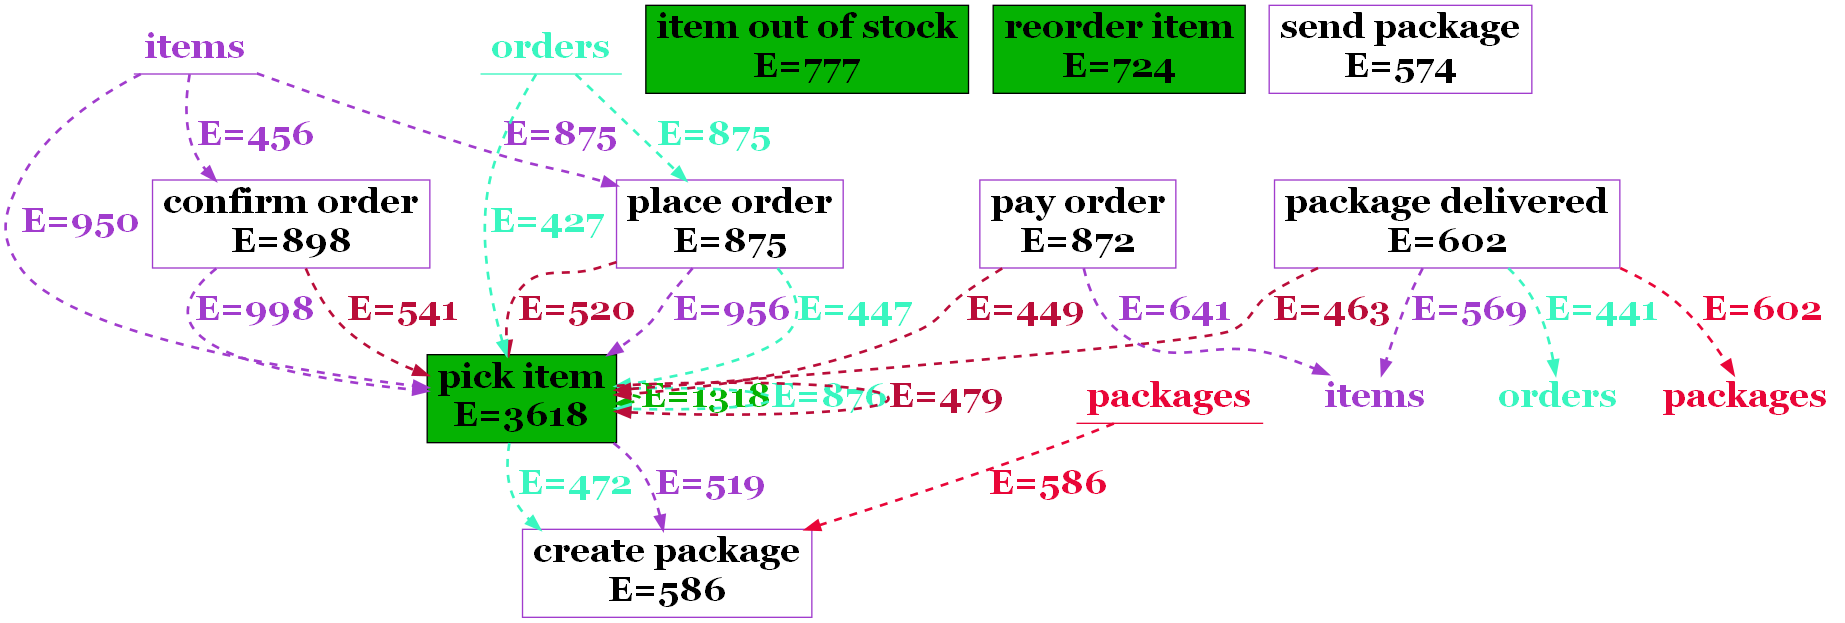 items
orders
item out of stock
E=777
reorder item
E=724
send package
E=574
E=456
E=875
E=875
E=950
confirm order
E=898
E=427
place order
E=875
pay order
E=872
package delivered
E=602
E=998
E=541
E=520
E=956
E=447
E=449
E=641
E=463
E=569
E=441
E=602
pick item
E=3618
E=1318
E=876
E=479
packages
items
orders
packages
E=472
E=519
E=586
create package
E=586